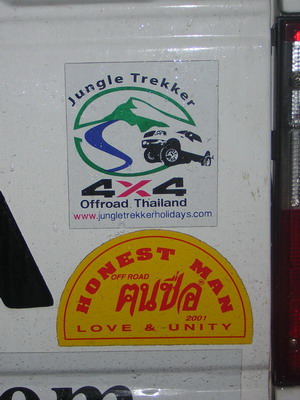 Jungle Trekker
4X4
Offroad Thailand
www.jungletrekkerholidays.com
HONEST MAN
OFF ROAD
คนซื่อ
2001
LOVE & UNITY
om